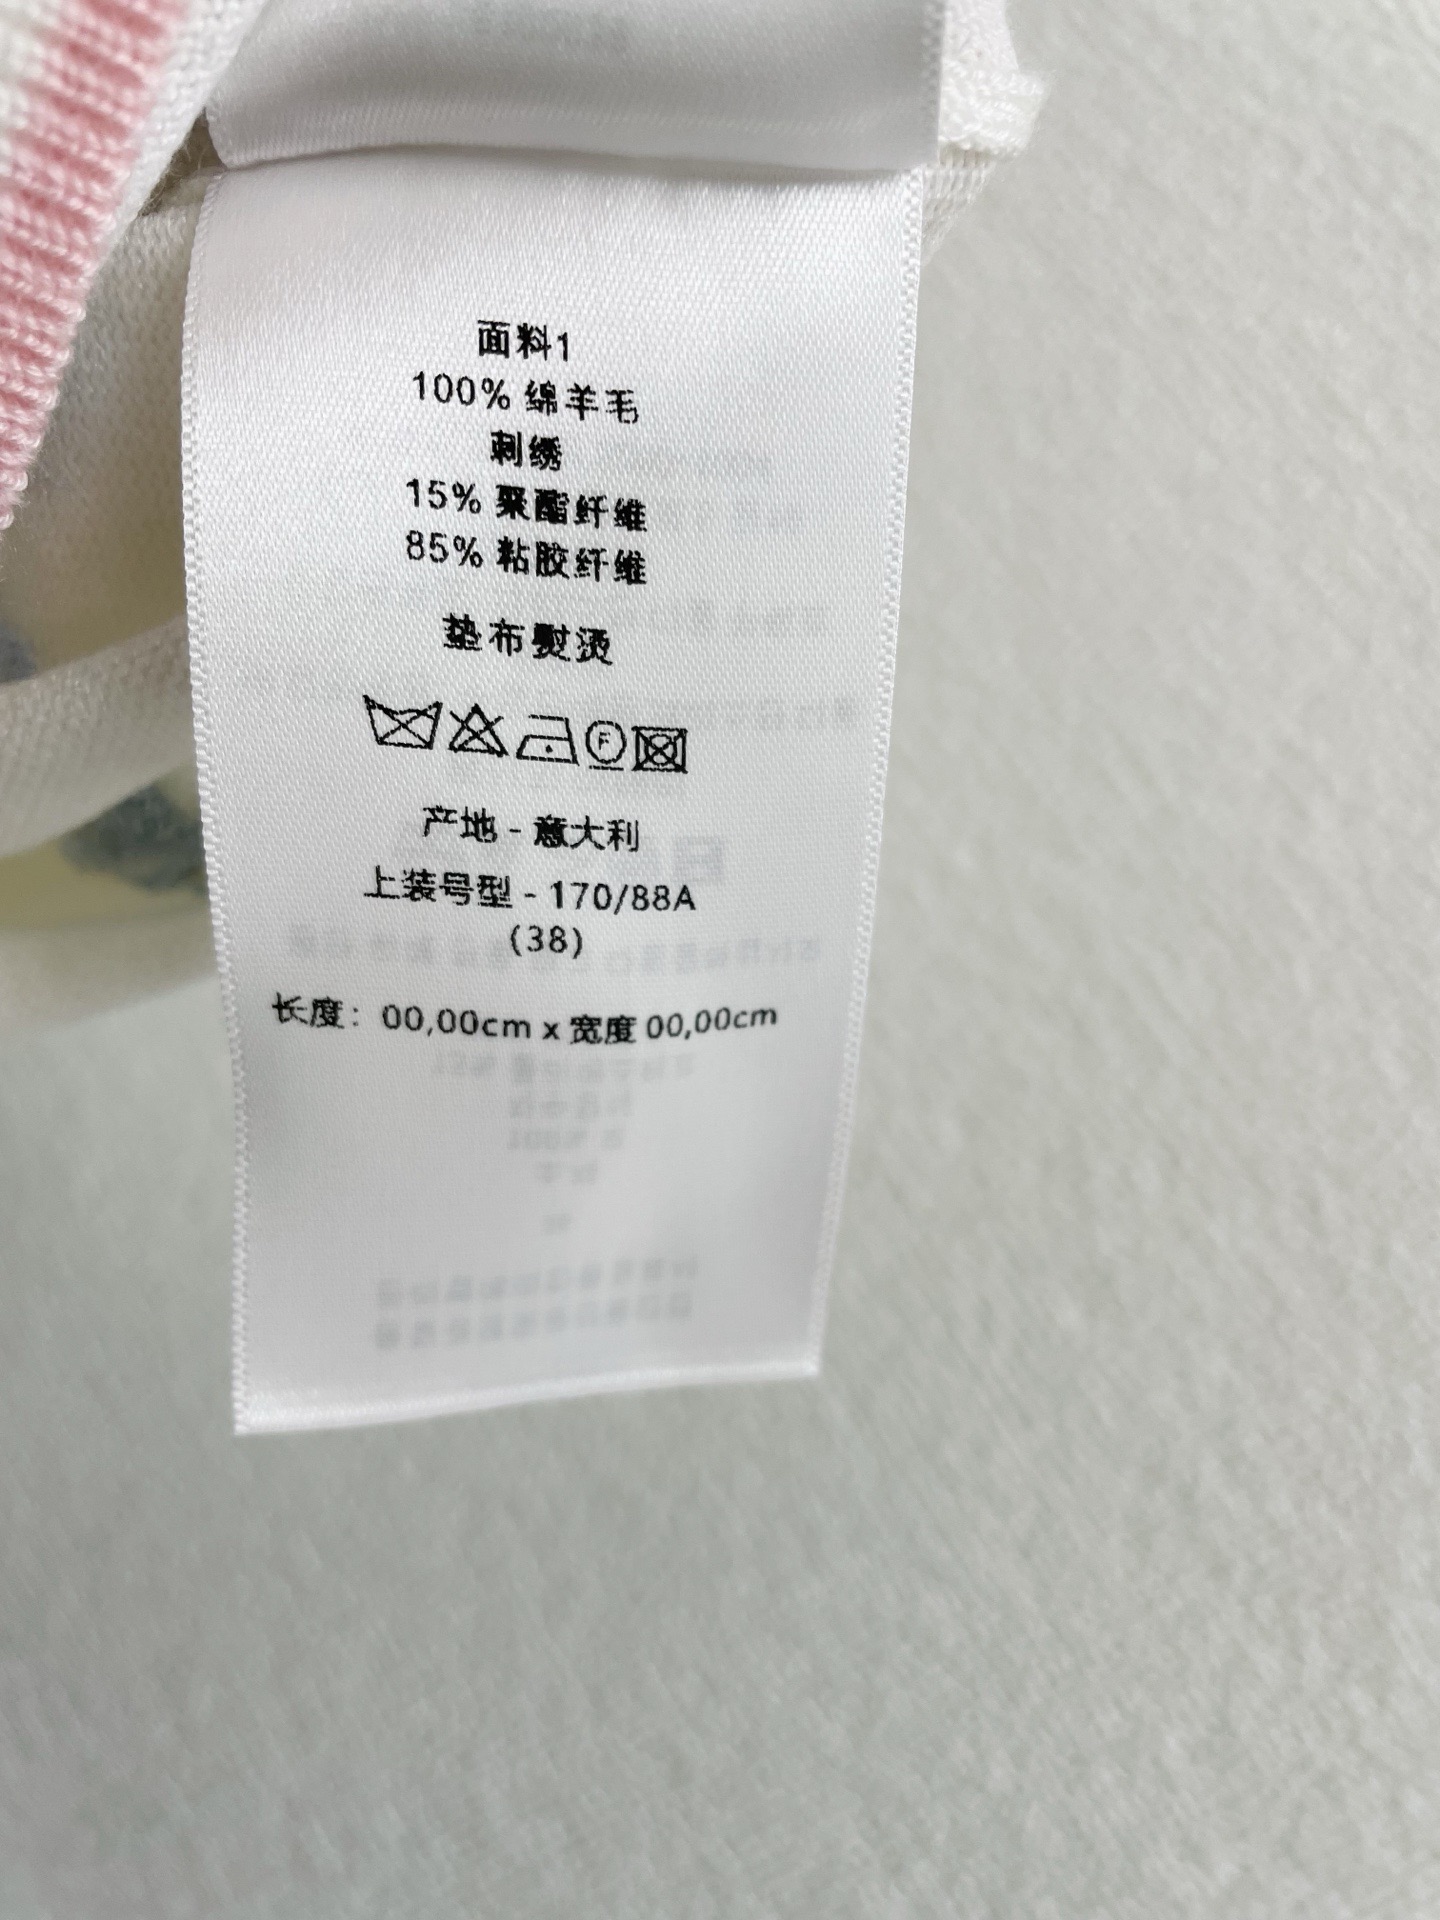 面料1
100% 绵羊毛
刺绣
15% 聚酯纤维
85% 粘胶纤维
垫布熨烫
F
产地 - 意大利
上装号型 - 170/88A
(38)
长度： 00,00cm x 宽度 00,00cm